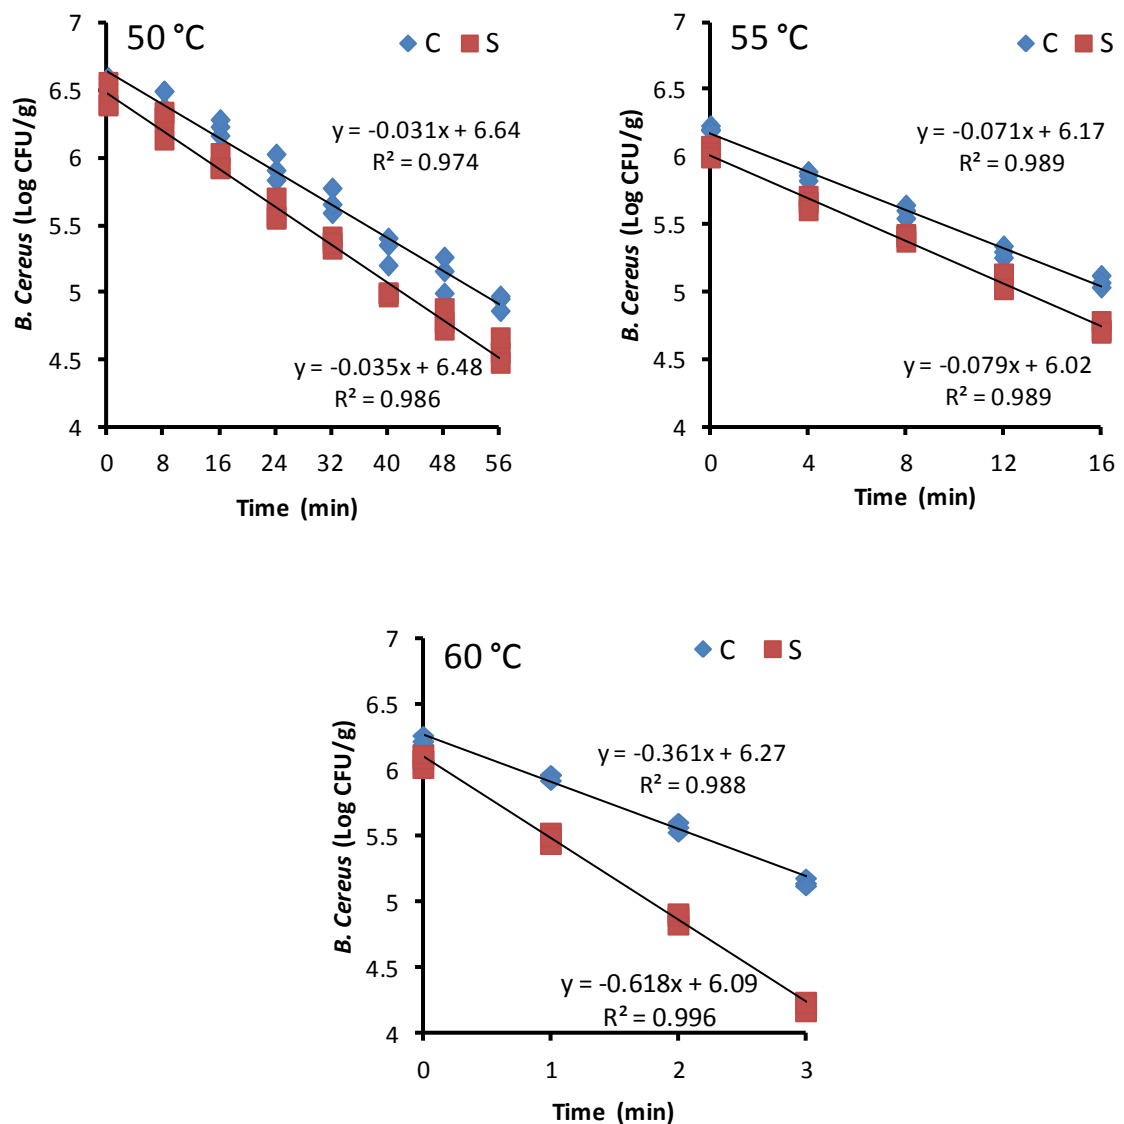 50 °C
C S
7
6.5
6
5.5
5
4.5
4
B. Cereus (Log CFU/g)
y = -0.031x + 6.64
R² = 0.974
y = -0.035x + 6.48
R² = 0.986
0 8 16 24 32 40 48 56
Time (min)
55 °C
C S
7
6.5
6
5.5
5
4.5
4
B. Cereus (Log CFU/g)
y = -0.071x + 6.17
R² = 0.989
y = -0.079x + 6.02
R² = 0.989
0 4 8 12 16
Time (min)
60 °C
C S
7
6.5
6
5.5
5
4.5
4
B. Cereus (Log CFU/g)
y = -0.361x + 6.27
R² = 0.988
y = -0.618x + 6.09
R² = 0.996
0 1 2 3
Time (min)